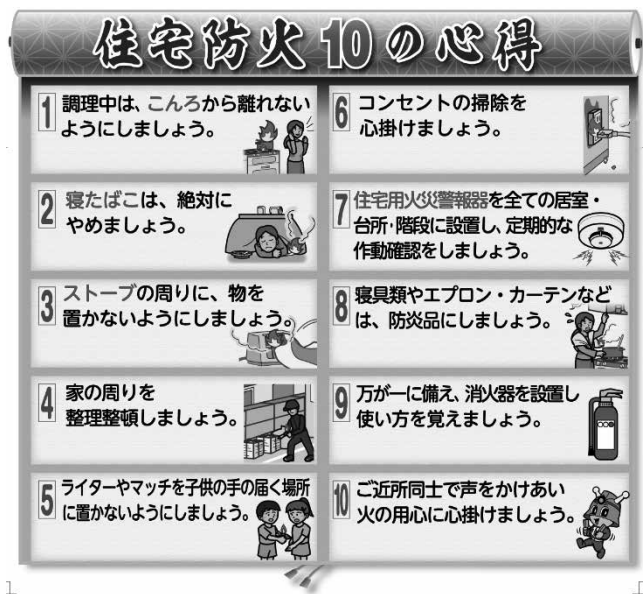 住宅防火10の心得
1 調理中は、こんろから離れない
ようにしましょう。
2 寝たばこは、絶対に
やめましょう。
3 ストーブの周りに、物を
置かないようにしましょう。
4 家の周りを
整理整頓しましょう。
5 ライターやマッチを子供の手の届く場所
に置かないようにしましょう。
6 コンセントの掃除を
心掛けましょう。
7 住宅用火災警報器を全ての居室・
台所・階段に設置し、定期的な
作動確認をしましょう。
8 寝具類やエプロン・カーテンなど
は、防炎品にしましょう。
9 万が一に備え、消火器を設置し
使い方を覚えましょう。
10 ご近所同士で声をかけあい
火の用心に心掛けましょう。